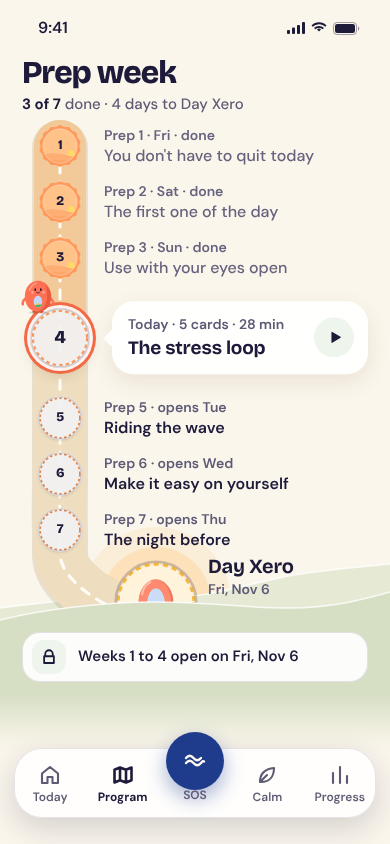 9:41
Prep week
3 of 7 done · 4 days to Day Xero
1
Prep 1 · Fri · done
You don't have to quit today
2
Prep 2 · Sat · done
The first one of the day
3
Prep 3 · Sun · done
Use with your eyes open
4
Today · 5 cards · 28 min
The stress loop
5
Prep 5 · opens Tue
Riding the wave
6
Prep 6 · opens Wed
Make it easy on yourself
7
Prep 7 · opens Thu
The night before
Day Xero
Fri, Nov 6
Weeks 1 to 4 open on Fri, Nov 6
Today
Program
SOS
Calm
Progress